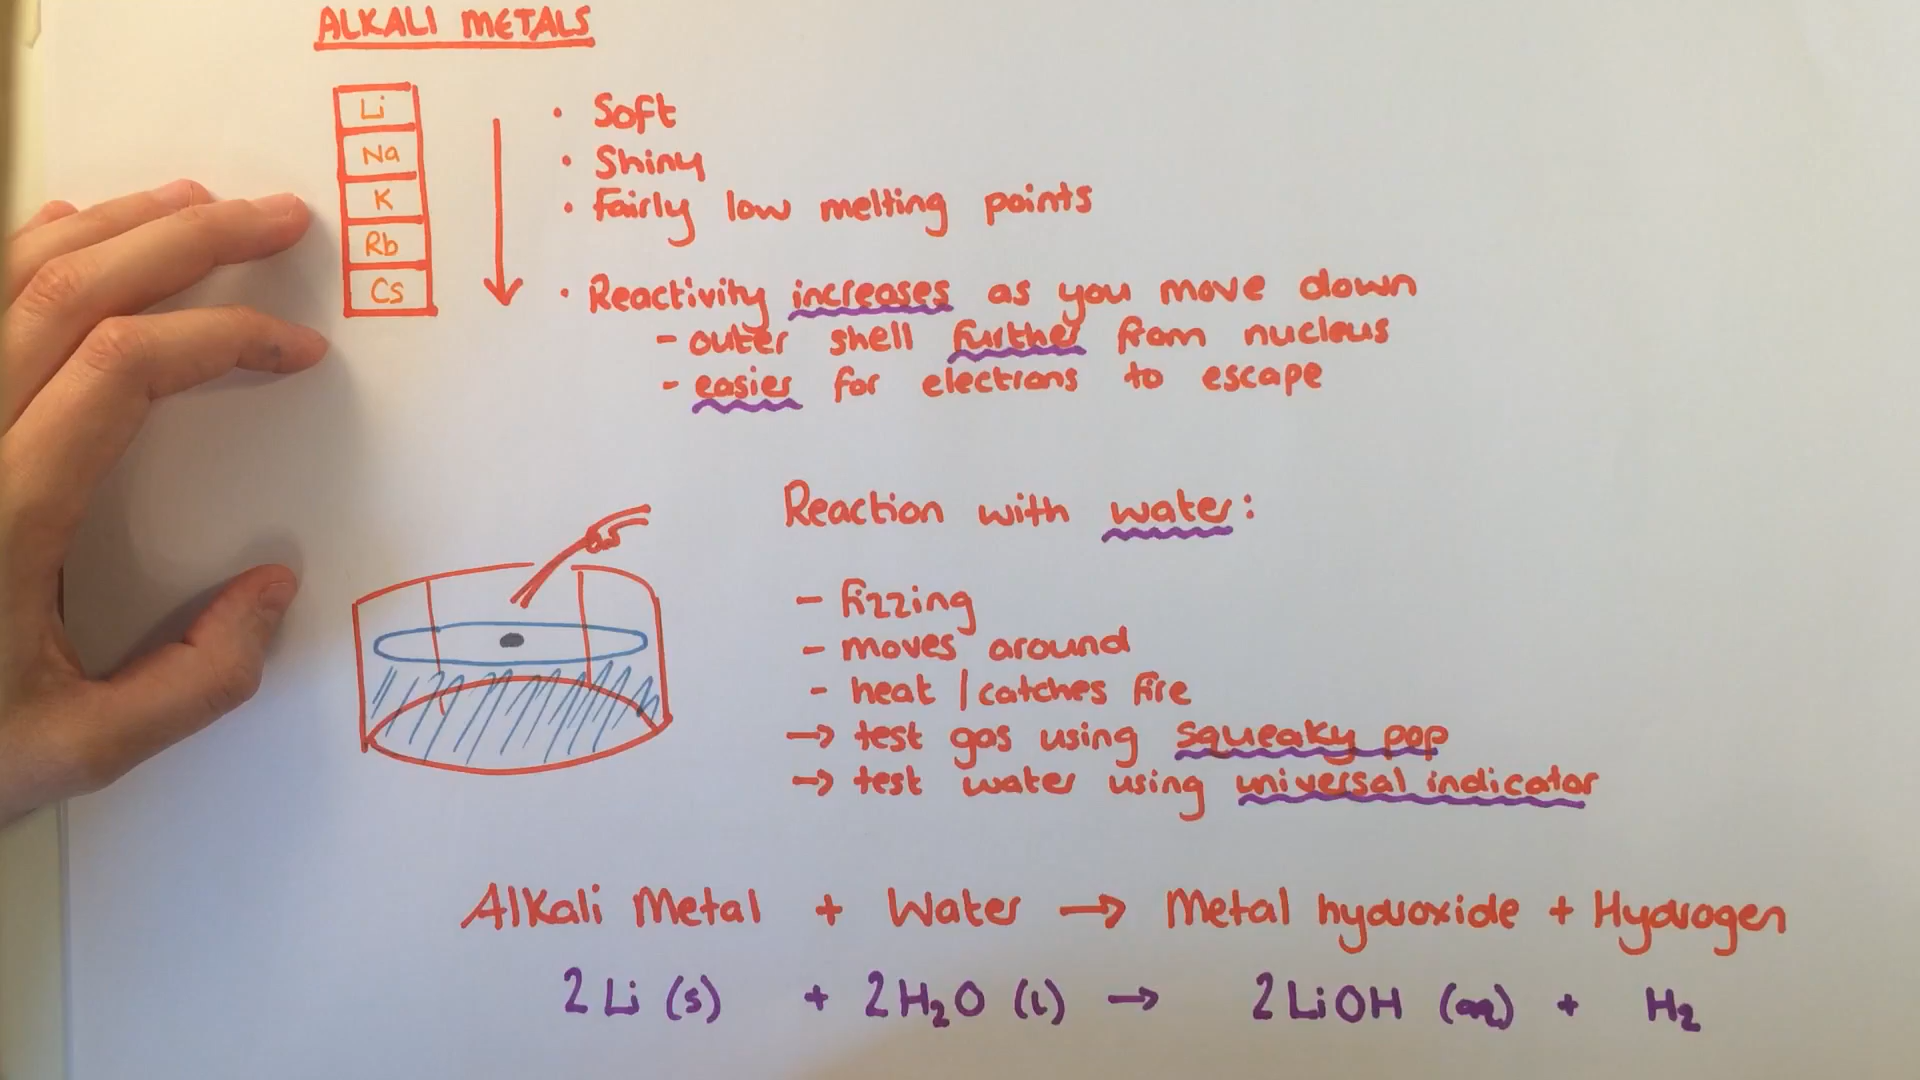 ALKALI METALS
Li
Na
K
Rb
Cs
• Soft
• Shiny
• Fairly low melting points
• Reactivity increases as you move down
- outer shell further from nucleus
- easier for electrons to escape
Reaction with water:
- fizzing
- moves around
- heat / catches fire
→ test gas using squeaky pop
→ test water using universal indicator
Alkali Metal + Water → Metal hydroxide + Hydrogen
2 Li (s) + 2H₂O (l) → 2 LiOH (aq) + H₂